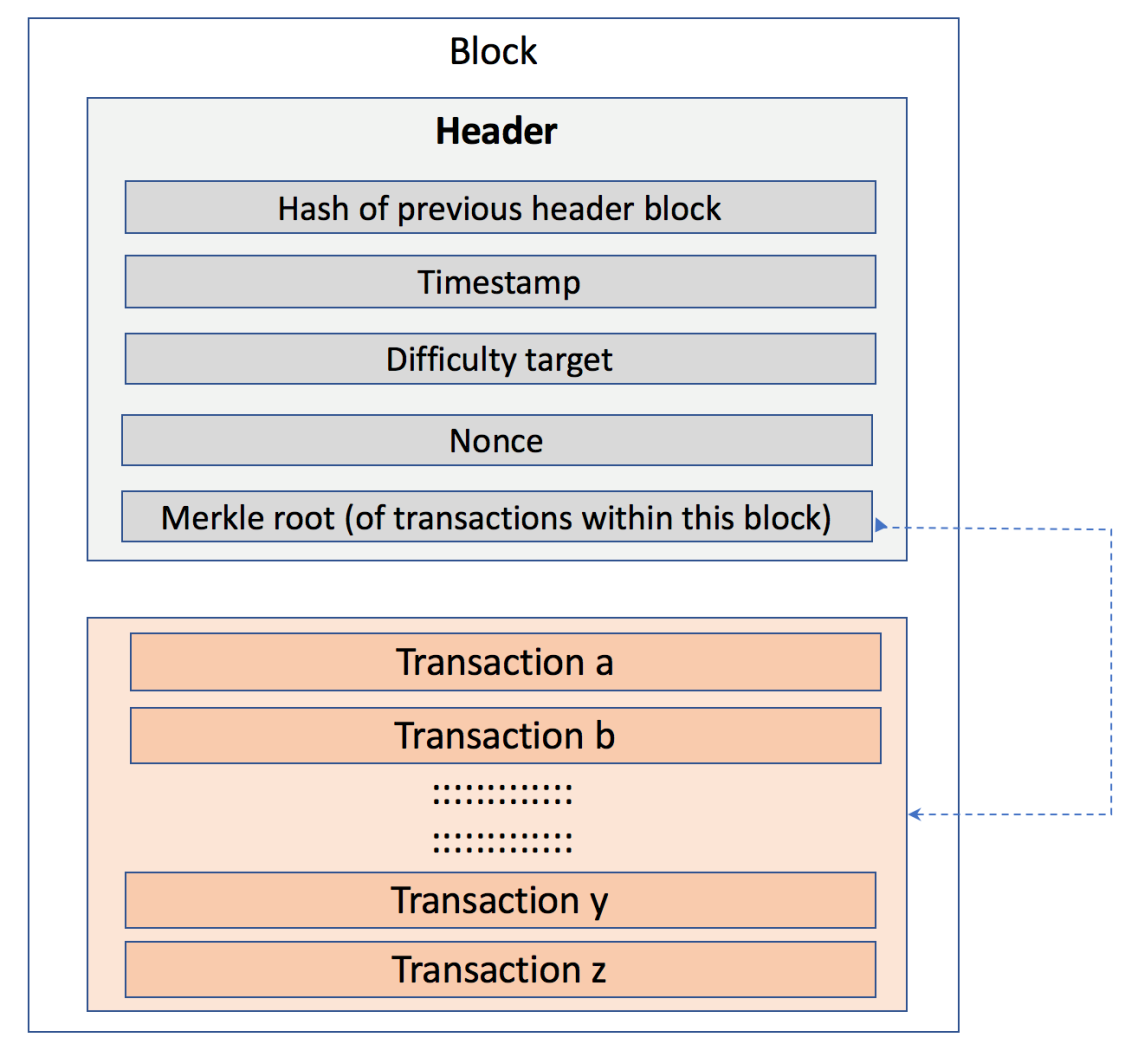 Block
Header
Hash of previous header block
Timestamp
Difficulty target
Nonce
Merkle root (of transactions within this block)
Transaction a
Transaction b
:::::::::::::
:::::::::::::
Transaction y
Transaction z